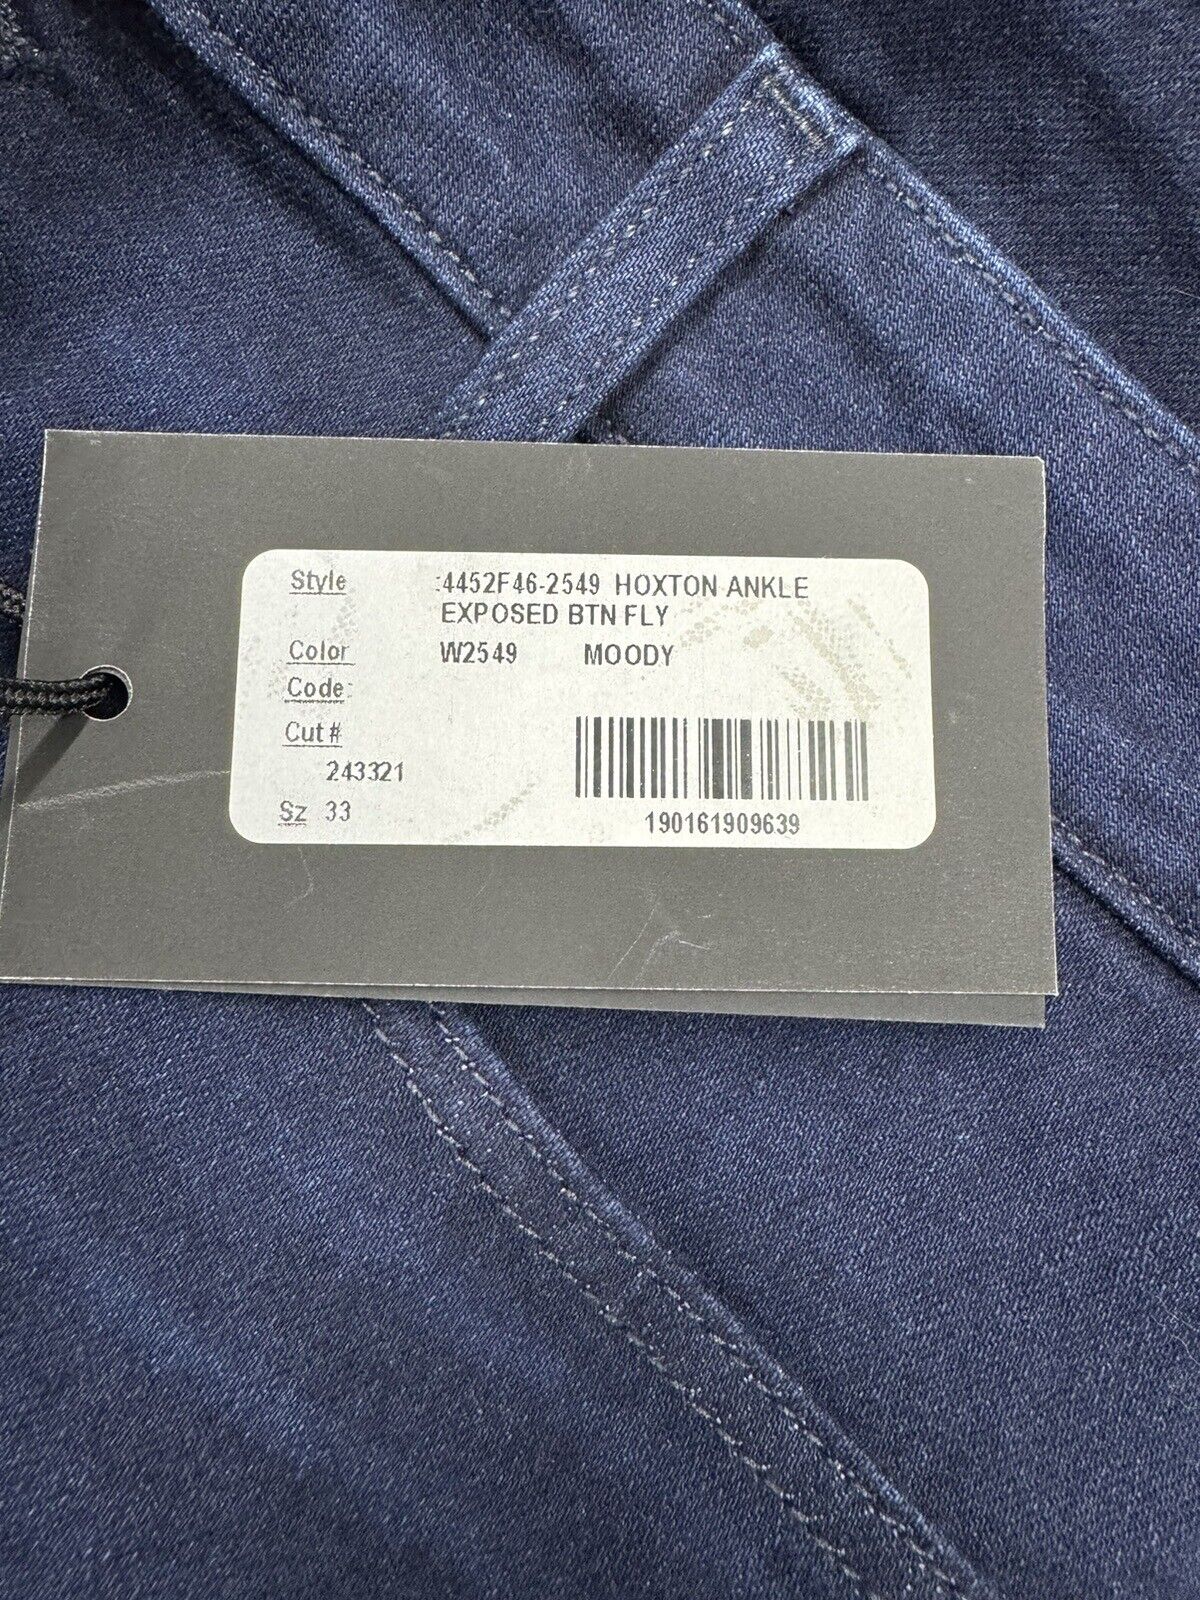 Style :4452F46-2549 HOXTON ANKLE
EXPOSED BTN FLY
Color W2549 MOODY
Code:
Cut #
243321
Sz 33
190161909639